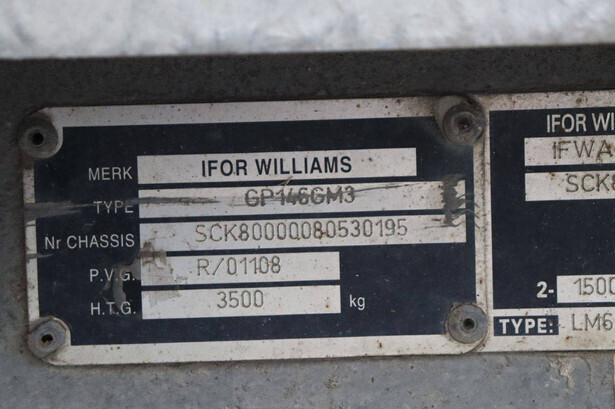 MERK IFOR WILLIAMS
TYPE GP146GM3
Nr CHASSIS SCK80000080530195
P.V.G. R/01108
H.T.G. 3500 kg
IFOR WI
IFWA
SCK
2- 1500
TYPE: LM6